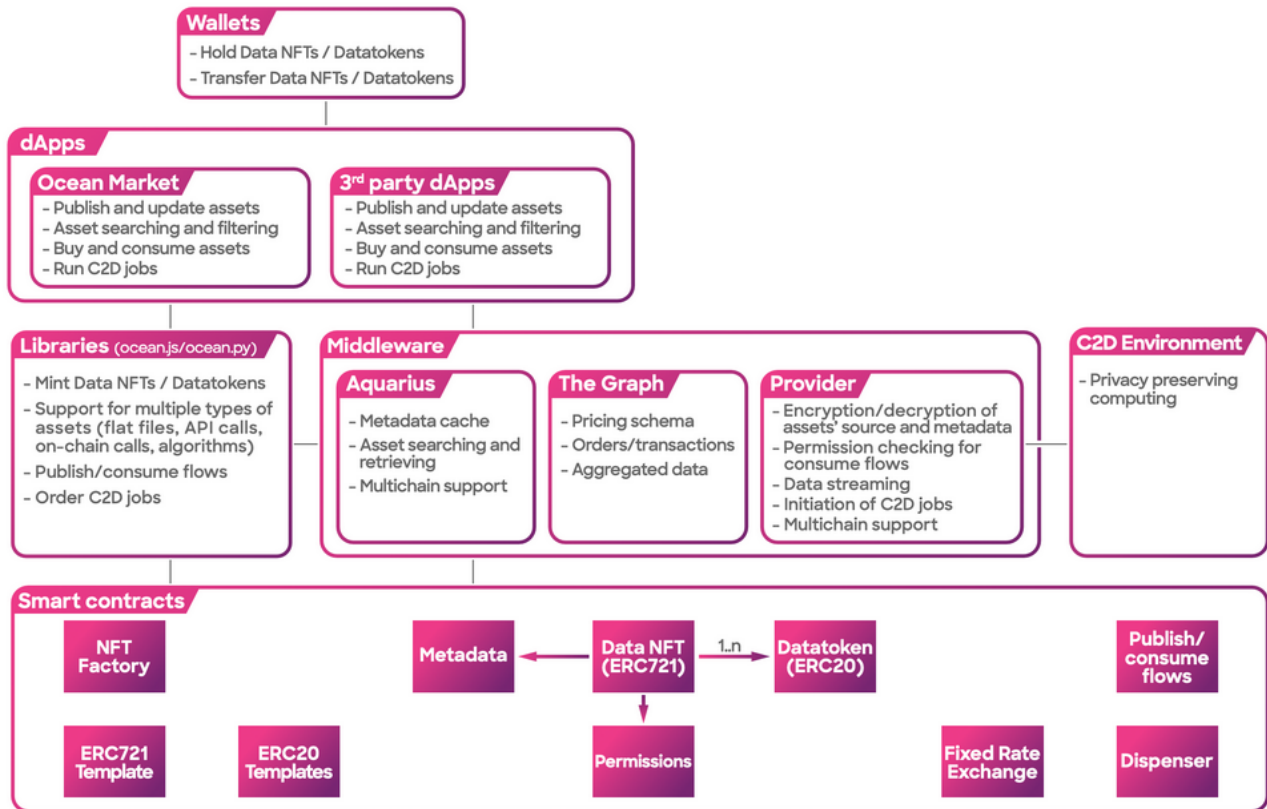 Wallets
- Hold Data NFTs / Datatokens
- Transfer Data NFTs / Datatokens
dApps
Ocean Market
- Publish and update assets
- Asset searching and filtering
- Buy and consume assets
- Run C2D jobs
3rd party dApps
- Publish and update assets
- Asset searching and filtering
- Buy and consume assets
- Run C2D jobs
Libraries (ocean.js/ocean.py)
- Mint Data NFTs / Datatokens
- Support for multiple types of
assets (flat files, API calls,
on-chain calls, algorithms)
- Publish/consume flows
- Order C2D jobs
Middleware
Aquarius
- Metadata cache
- Asset searching and
retrieving
- Multichain support
The Graph
- Pricing schema
- Orders/transactions
- Aggregated data
Provider
- Encryption/decryption of
assets' source and metadata
- Permission checking for
consume flows
- Data streaming
- Initiation of C2D jobs
- Multichain support
C2D Environment
- Privacy preserving
computing
Smart contracts
NFT
Factory
Metadata
Data NFT
(ERC721)
1..n
Datatoken
(ERC20)
Publish/
consume
flows
ERC721
Template
ERC20
Templates
Permissions
Fixed Rate
Exchange
Dispenser